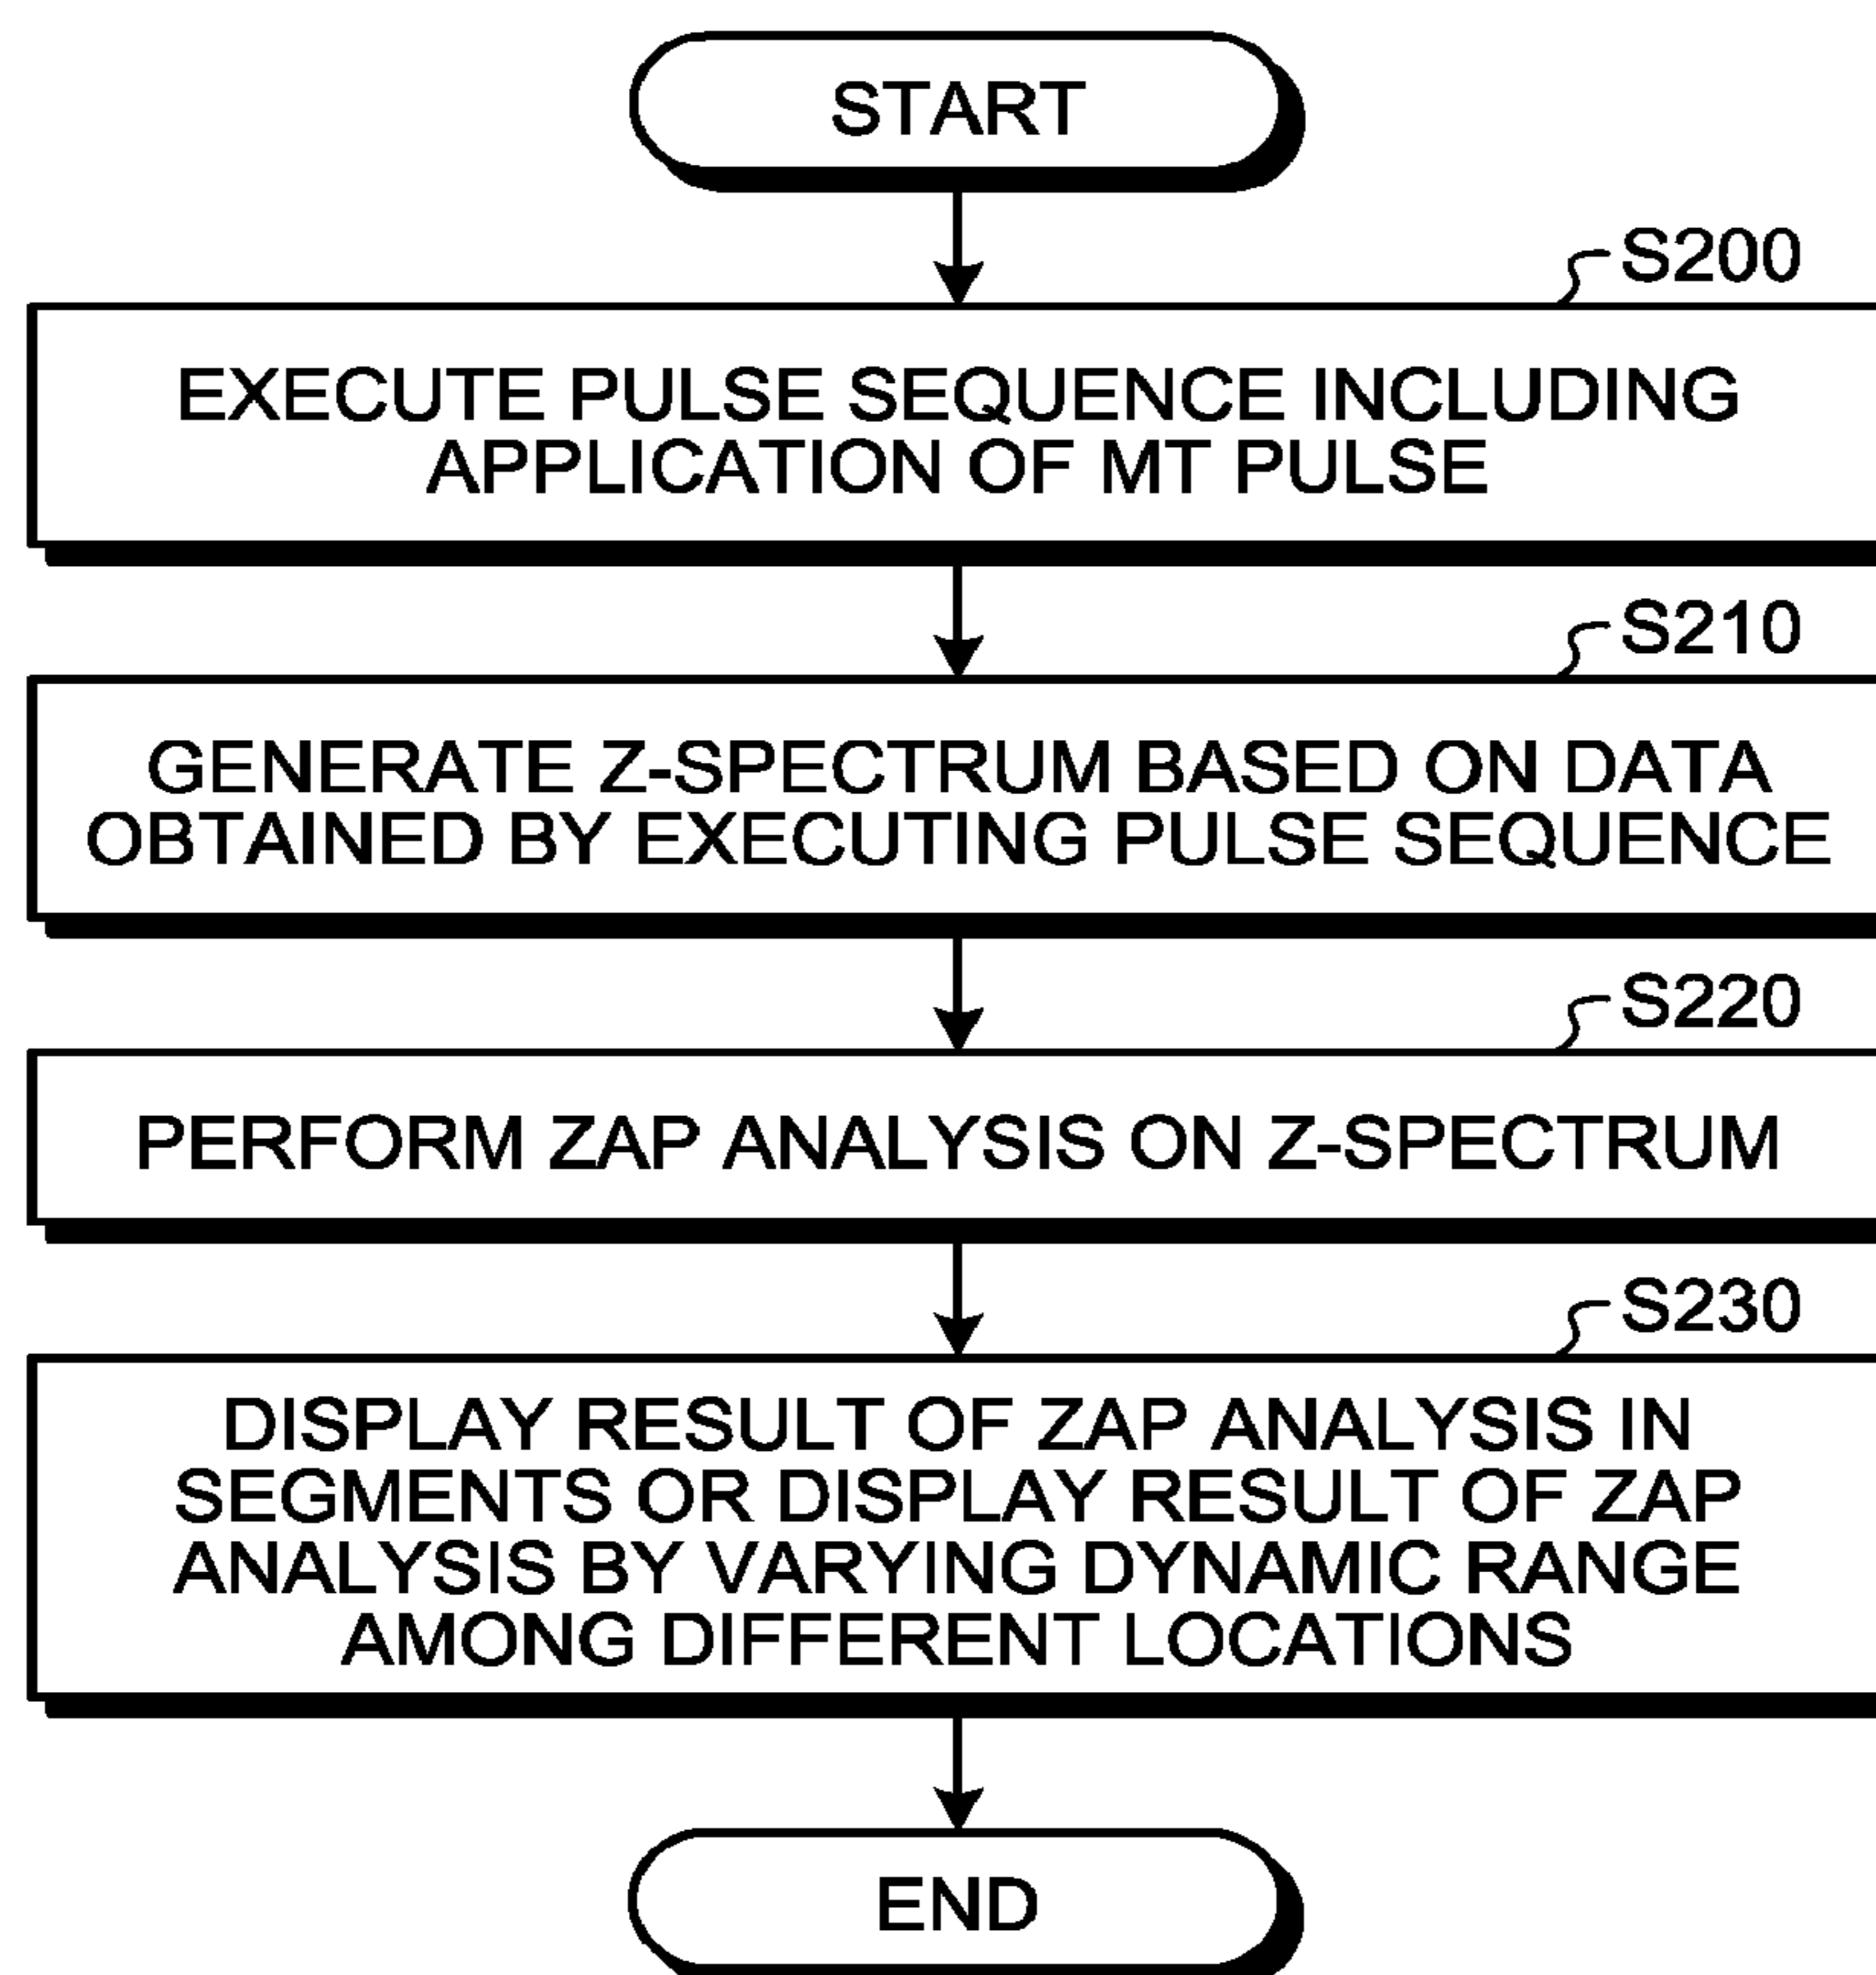 START
S200
EXECUTE PULSE SEQUENCE INCLUDING
APPLICATION OF MT PULSE
S210
GENERATE Z-SPECTRUM BASED ON DATA
OBTAINED BY EXECUTING PULSE SEQUENCE
S220
PERFORM ZAP ANALYSIS ON Z-SPECTRUM
S230
DISPLAY RESULT OF ZAP ANALYSIS IN
SEGMENTS OR DISPLAY RESULT OF ZAP
ANALYSIS BY VARYING DYNAMIC RANGE
AMONG DIFFERENT LOCATIONS
END